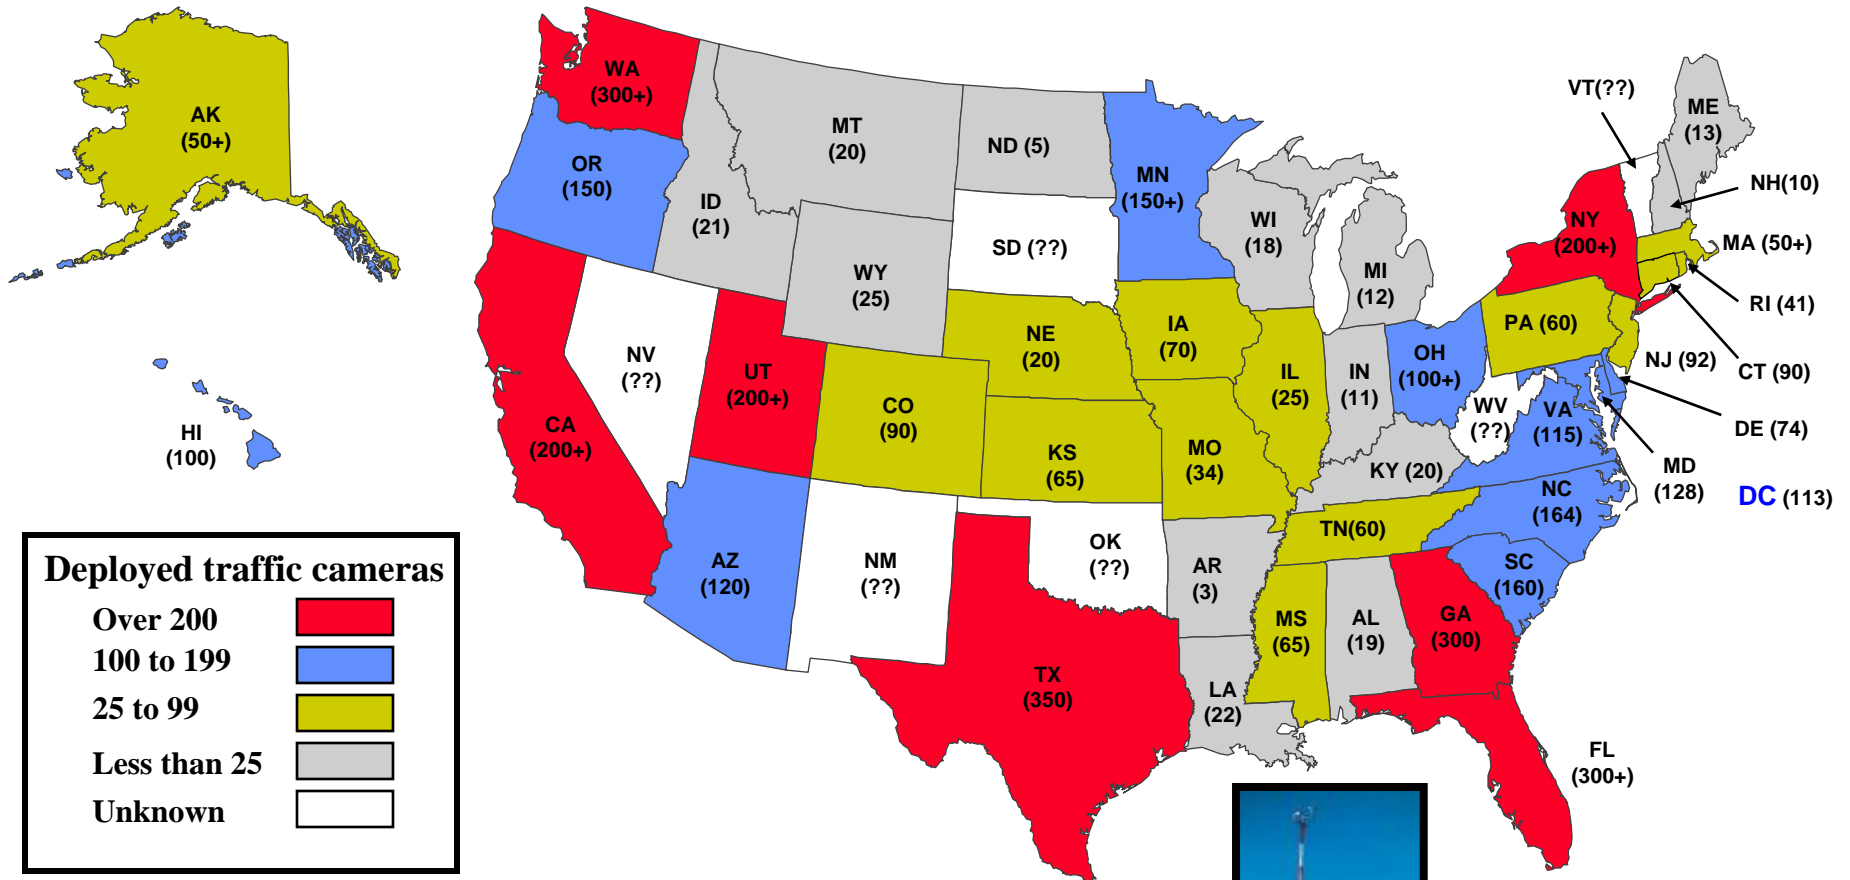 AK
(50+)
HI
(100)
WA
(300+)
OR
(150)
CA
(200+)
NV
(??)
ID
(21)
MT
(20)
WY
(25)
UT
(200+)
AZ
(120)
CO
(90)
NM
(??)
ND (5)
SD (??)
NE
(20)
KS
(65)
OK
(??)
TX
(350)
MN
(150+)
IA
(70)
MO
(34)
AR
(3)
LA
(22)
WI
(18)
IL
(25)
MI
(12)
IN
(11)
OH
(100+)
KY (20)
TN(60)
MS
(65)
AL
(19)
GA
(300)
FL
(300+)
SC
(160)
NC
(164)
VA
(115)
WV
(??)
PA (60)
NY
(200+)
VT(??)
ME
(13)
NH(10)
MA (50+)
RI (41)
CT (90)
NJ (92)
DE (74)
MD
(128)
DC (113)
Deployed traffic cameras
Over 200
100 to 199
25 to 99
Less than 25
Unknown